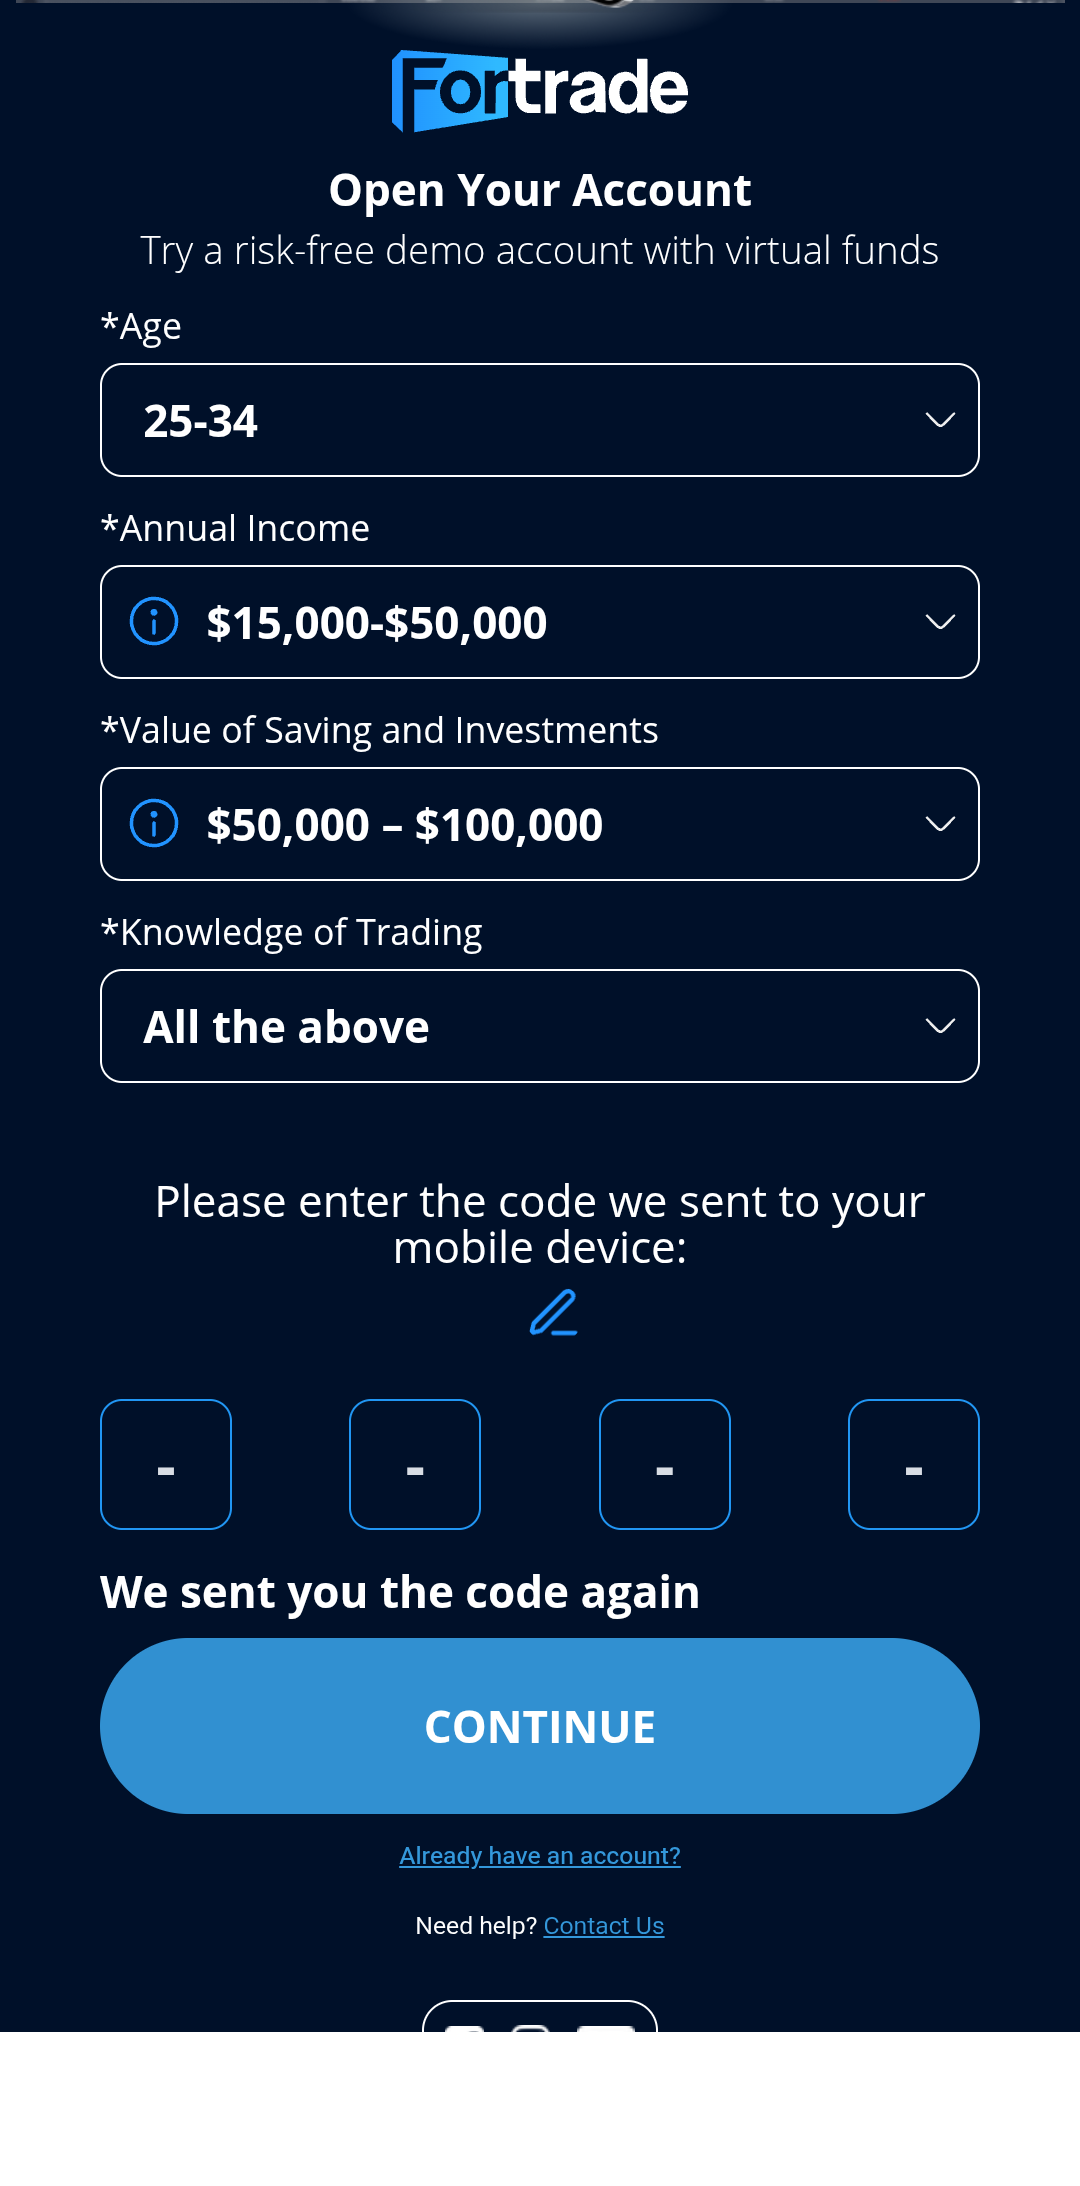 Fortrade
Open Your Account
Try a risk-free demo account with virtual funds
*Age
25-34
*Annual Income
$15,000-$50,000
*Value of Saving and Investments
$50,000 – $100,000
*Knowledge of Trading
All the above
Please enter the code we sent to your
mobile device:
- - - -
We sent you the code again
CONTINUE
Already have an account?
Need help? Contact Us